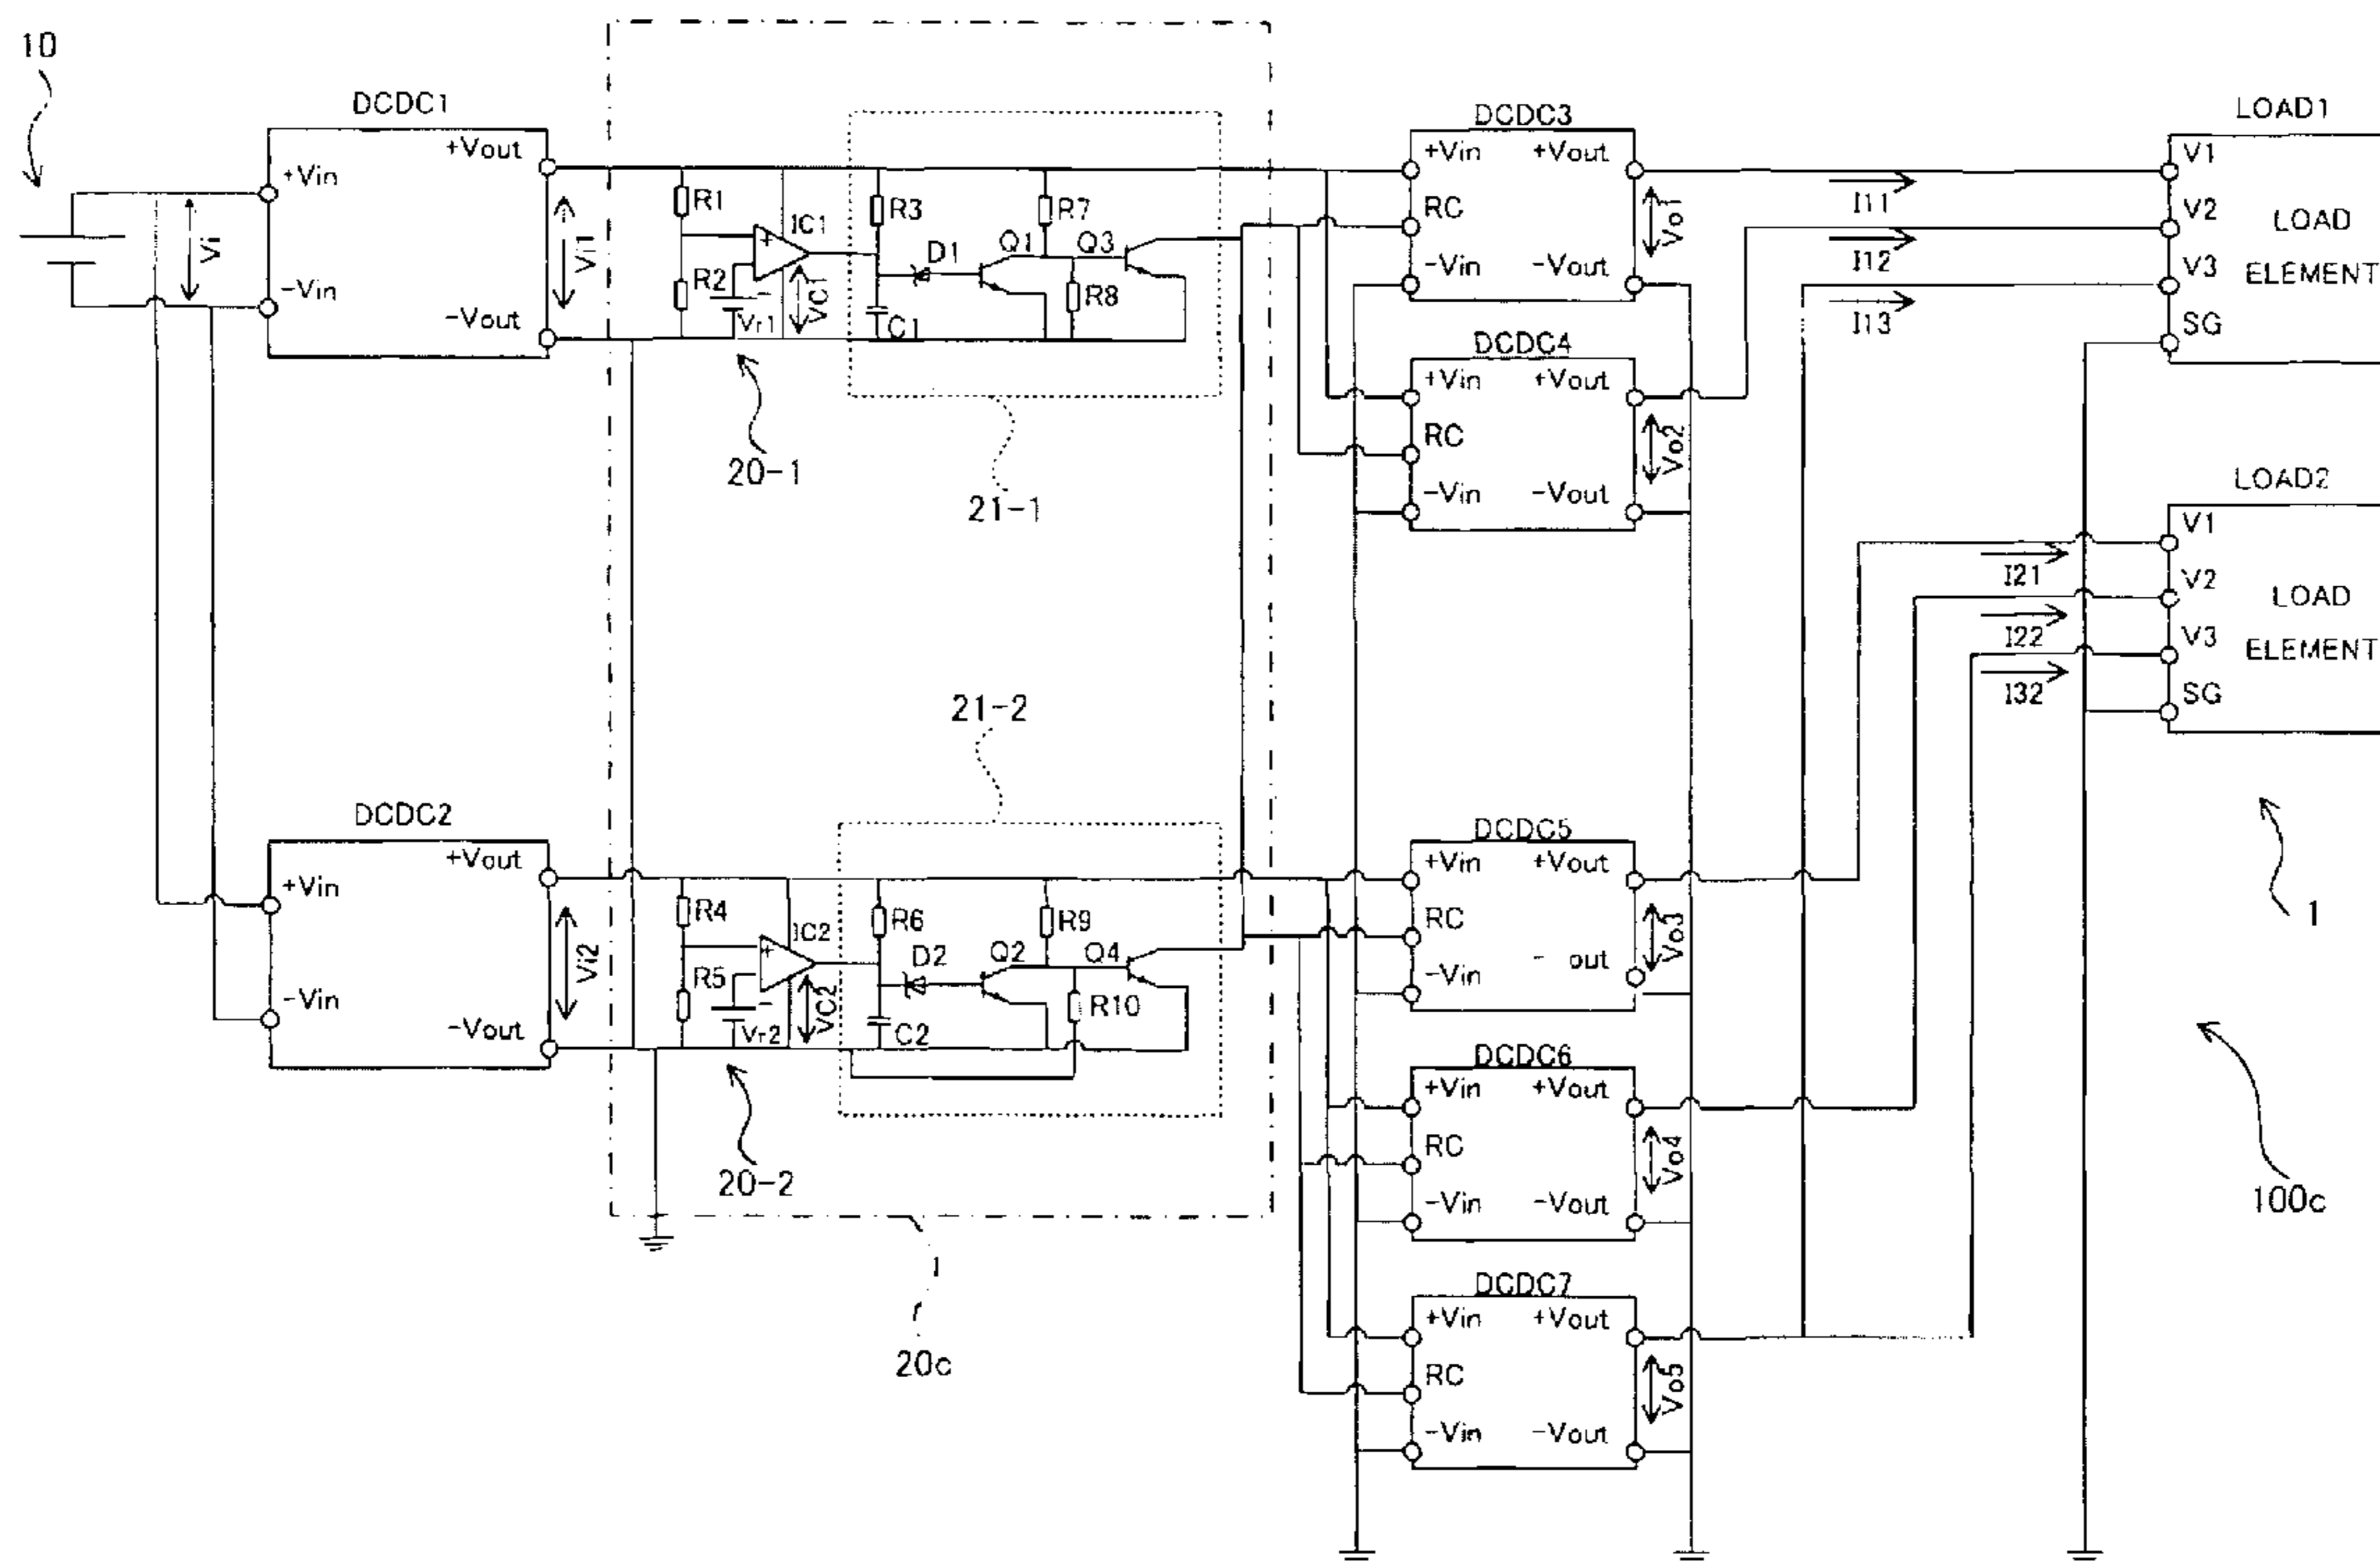 10
DCDC1
+Vout
+Vin
Vi
-Vin
-Vout
Vi1
R1
R2
IC1
+
-
Vr1
VC1
20-1
R3
D1
C1
Q1
R7
Q3
R8
21-1
DCDC3
+Vin
+Vout
RC
-Vin
-Vout
Vo1
DCDC4
+Vin
+Vout
RC
-Vin
-Vout
Vo2
I11
I12
I13
LOAD1
V1
V2
V3
SG
LOAD
ELEMENT
LOAD2
V1
V2
V3
SG
LOAD
ELEMENT
I21
I22
I32
1
100c
DCDC2
+Vout
+Vin
-Vin
-Vout
Vi2
R4
R5
IC2
+
-
Vr2
VC2
20-2
21-2
R6
D2
C2
Q2
R9
Q4
R10
20c
DCDC5
+Vin
+Vout
RC
-Vin
- out
Vo3
DCDC6
+Vin
+Vout
RC
-Vin
-Vout
Vo4
DCDC7
+Vin
+Vout
RC
-Vin
-Vout
Vo5